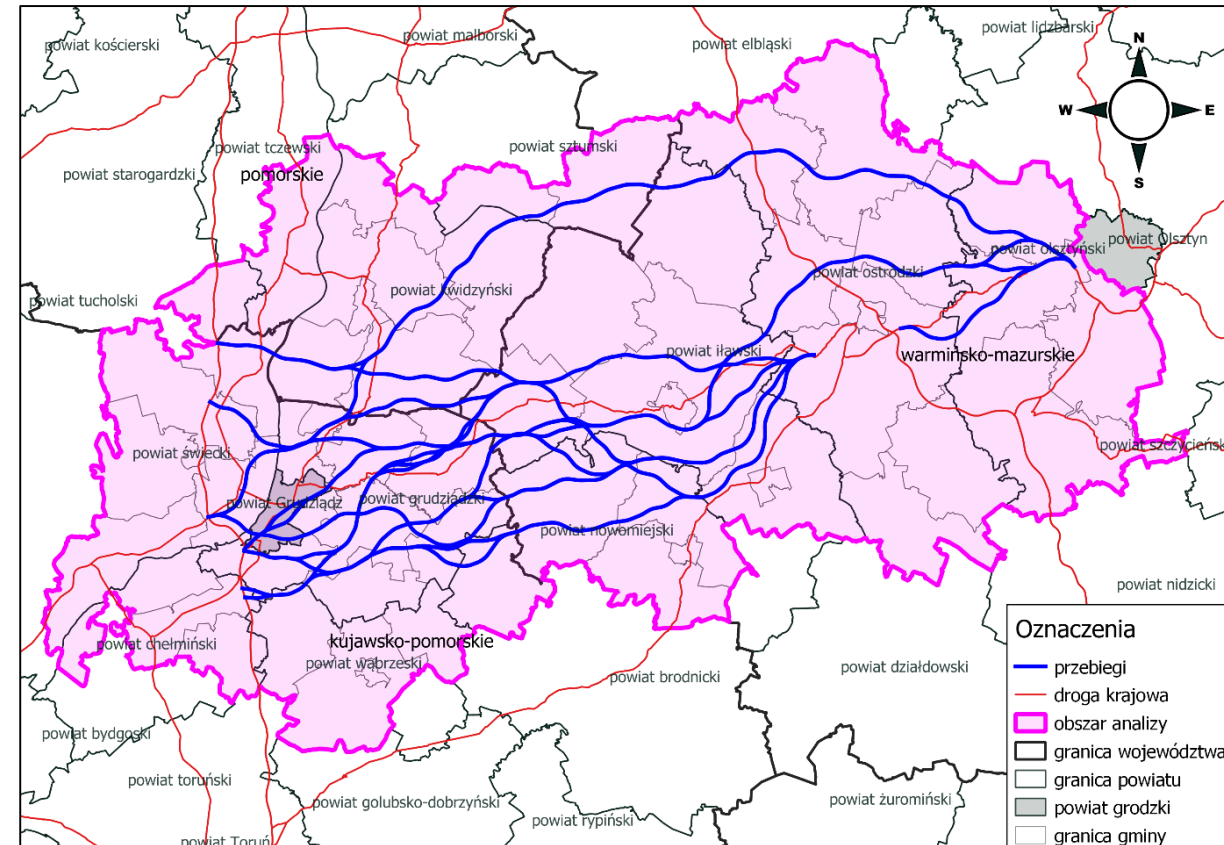 powiat kościerski
powiat malborski
powiat elbląski
powiat lidzbarski
N
W
E
S
powiat tczewski
powiat sztumski
powiat starogardzki
pomorskie
powiat Olsztyn
powiat olsztyński
powiat ostródzki
powiat tucholski
powiat kwidzyński
powiat iławski
warmińsko-mazurskie
powiat świecki
powiat szczycieński
powiat Grudziądz
powiat grudziądzki
powiat nowomiejski
powiat nidzicki
powiat chełmiński
kujawsko-pomorskie
powiat wąbrzeski
powiat brodnicki
powiat działdowski
powiat bydgoski
powiat toruński
powiat golubsko-dobrzyński
powiat rypiński
powiat żuromiński
powiat Toruń
Oznaczenia
przebiegi
droga krajowa
obszar analizy
granica województwa
granica powiatu
powiat grodzki
granica gminy